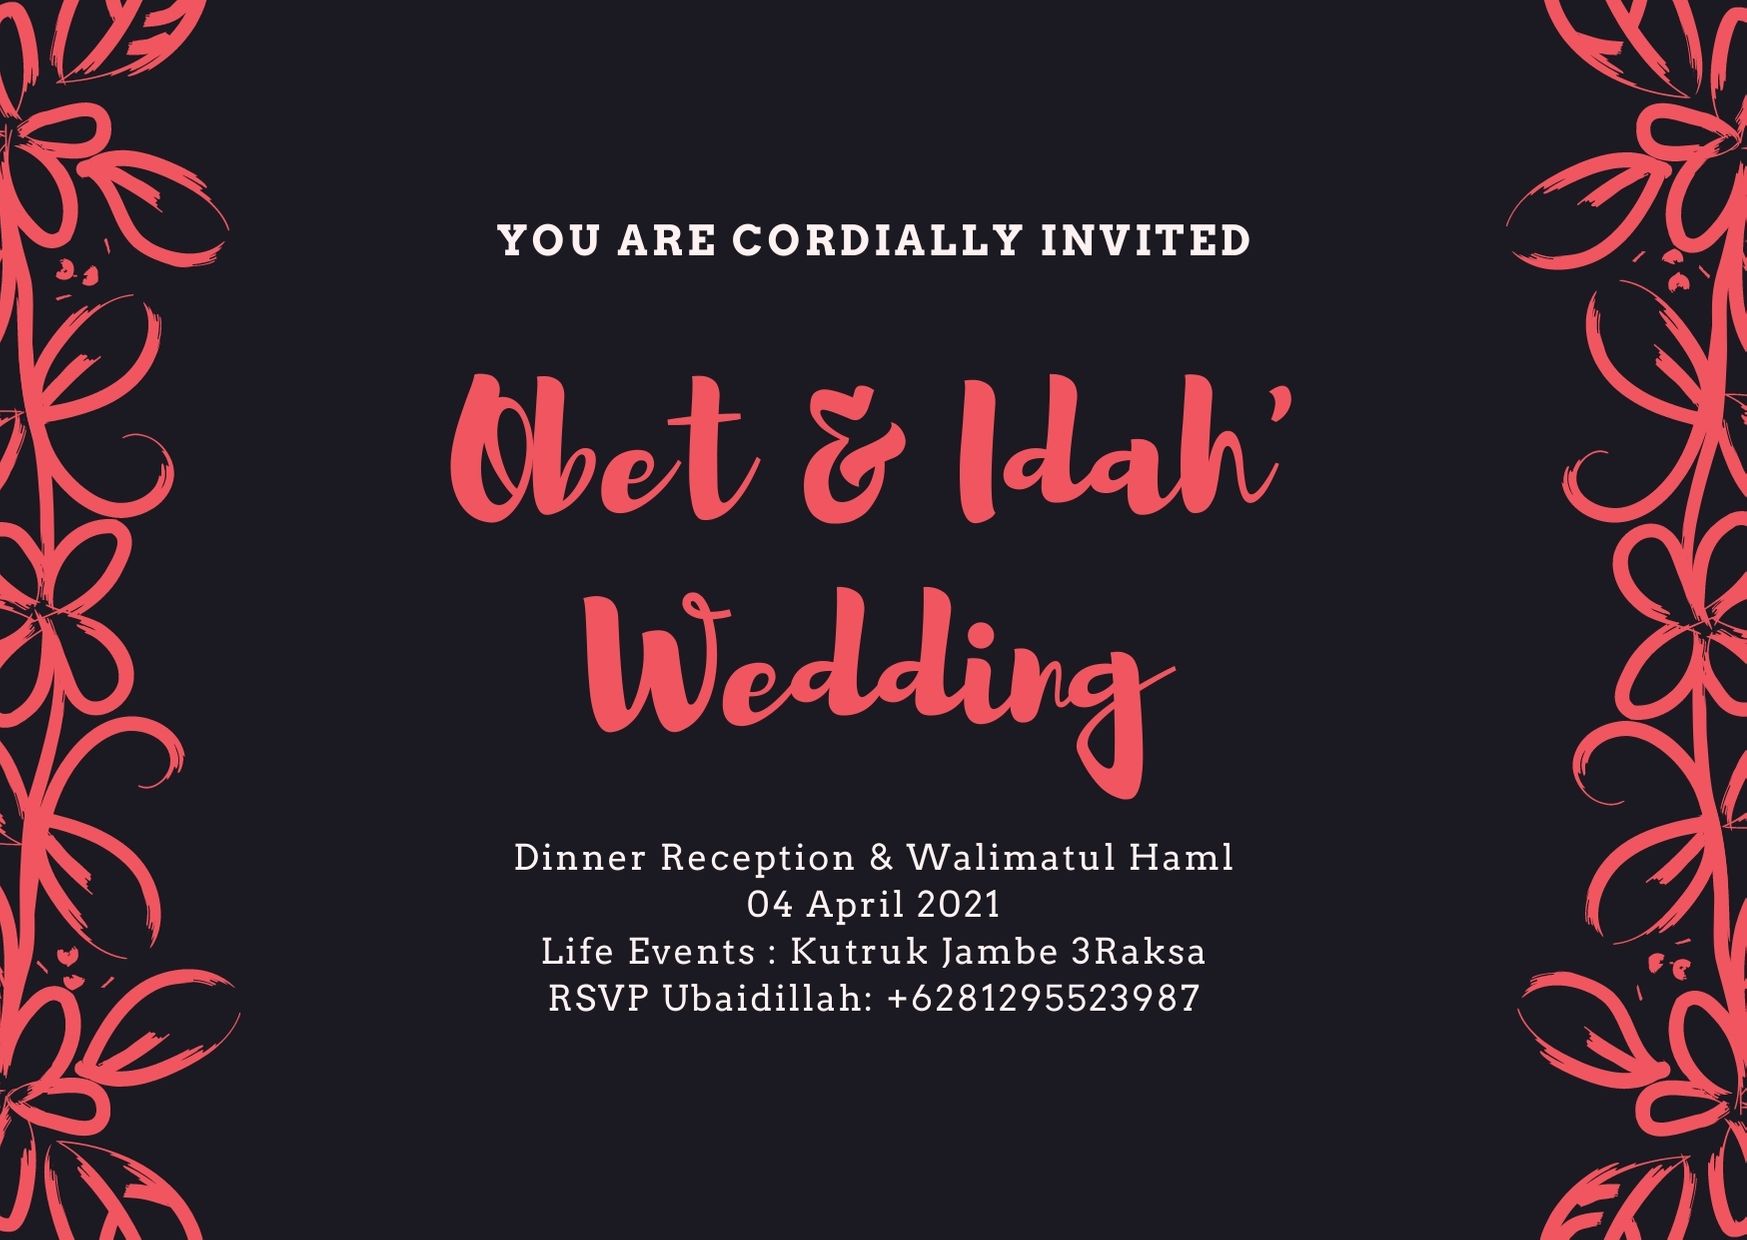 YOU ARE CORDIALLY INVITED
Obet & Idah’
Wedding
Dinner Reception & Walimatul Haml
04 April 2021
Life Events : Kutruk Jambe 3Raksa
RSVP Ubaidillah: +6281295523987